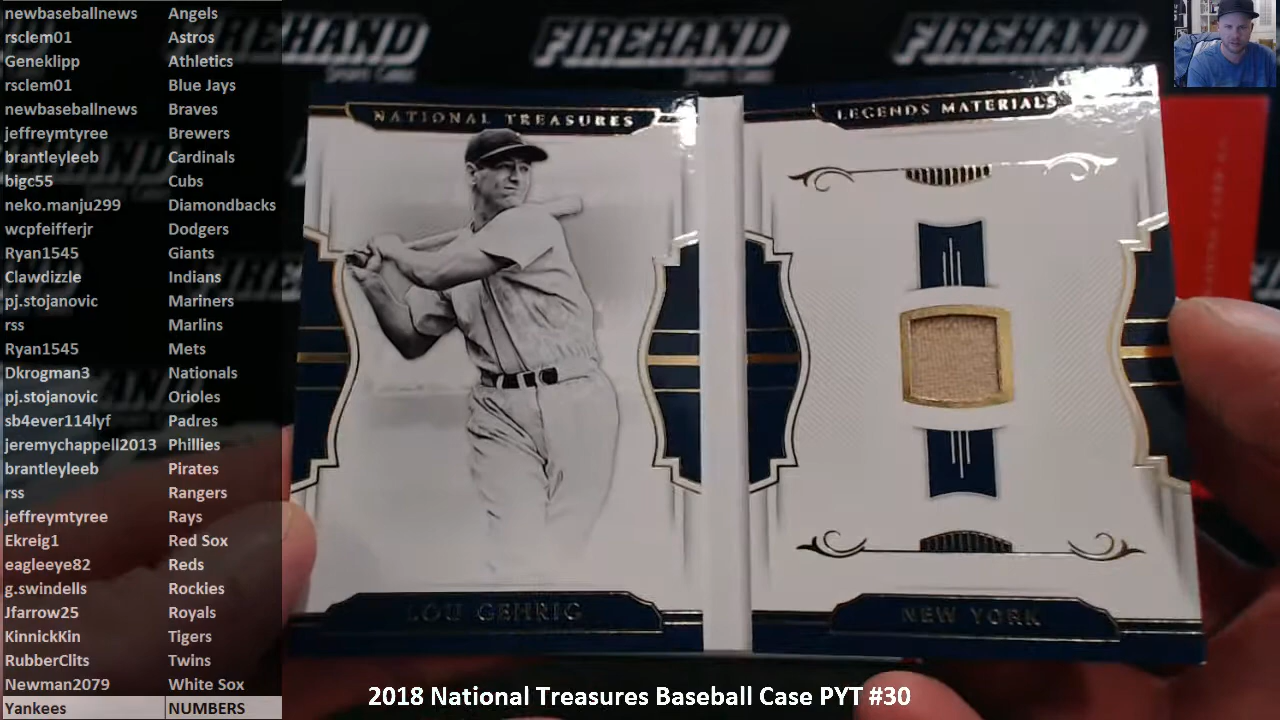 newbaseballnews Angels
rsclem01 Astros
Geneklipp Athletics
rsclem01 Blue Jays
newbaseballnews Braves
jeffreymtyree Brewers
brantleyleeb Cardinals
bigc55 Cubs
neko.manju299 Diamondbacks
wcpfeifferjr Dodgers
Ryan1545 Giants
Clawdizzle Indians
pj.stojanovic Mariners
rss Marlins
Ryan1545 Mets
Dkrogman3 Nationals
pj.stojanovic Orioles
sb4ever114lyf Padres
jeremychappell2013 Phillies
brantleyleeb Pirates
rss Rangers
jeffreymtyree Rays
Ekreig1 Red Sox
eagleeye82 Reds
g.swindells Rockies
Jfarrow25 Royals
KinnickKin Tigers
RubberClits Twins
Newman2079 White Sox
Yankees NUMBERS
FIREHAND FIREHAND FIREHAND
NATIONAL TREASURES
LEGENDS MATERIALS
LOU GEHRIG
NEW YORK
2018 National Treasures Baseball Case PYT #30